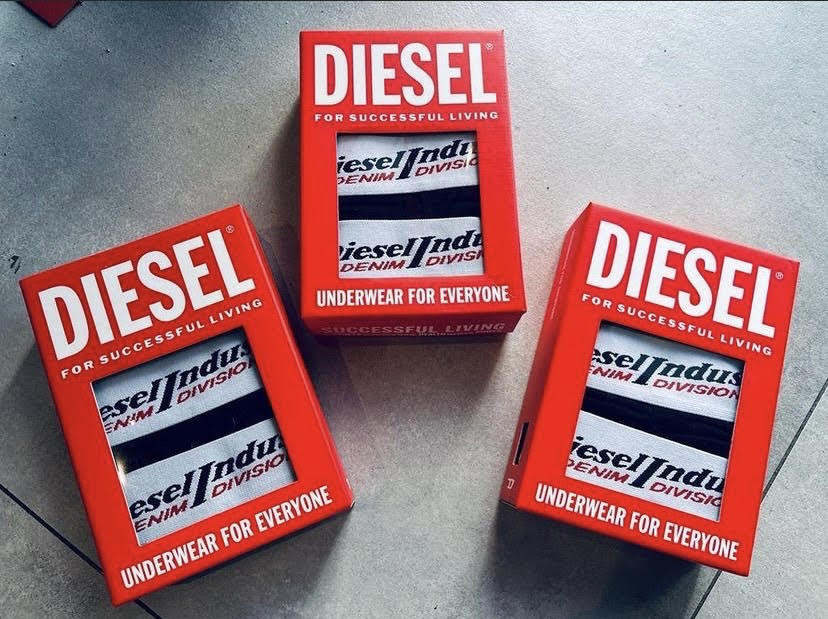 DIESEL®
FOR SUCCESSFUL LIVING
iesel Indu
DENIM DIVISIO
Diesel Indu
DENIM DIVISI
UNDERWEAR FOR EVERYONE
SUCCESSFUL LIVING
DIESEL®
FOR SUCCESSFUL LIVING
esel Indus
ENIM DIVISION
esel Indus
ENIM DIVISIO
UNDERWEAR FOR EVERYONE
DIESEL®
FOR SUCCESSFUL LIVING
esel Indus
ENIM DIVISION
iesel Indu
DENIM DIVISIO
UNDERWEAR FOR EVERYONE